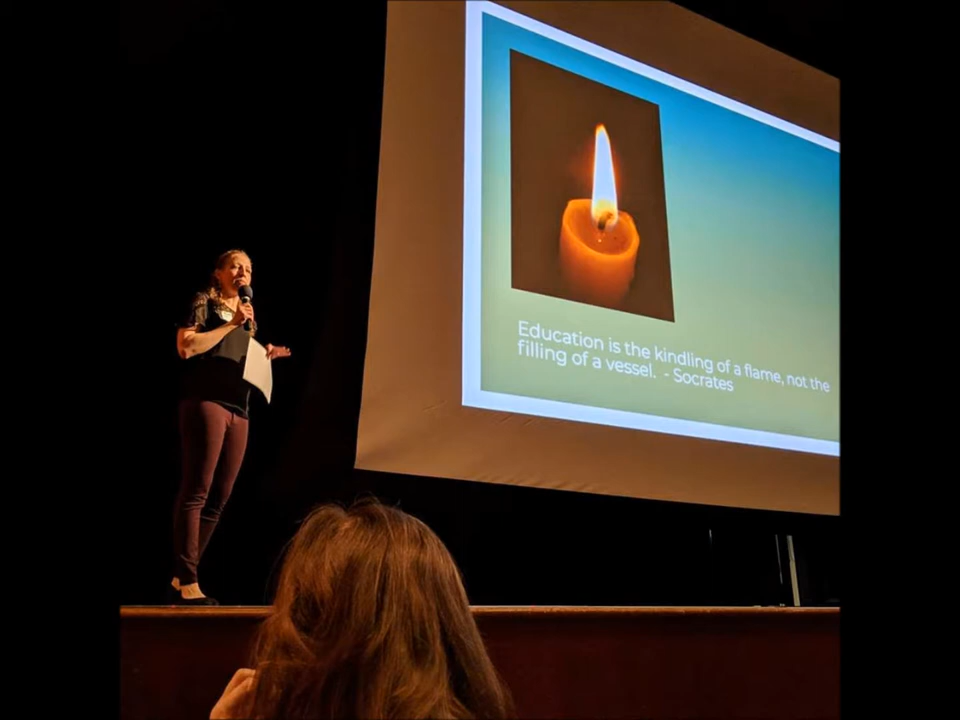 Education is the kindling of a flame, not the
filling of a vessel. - Socrates